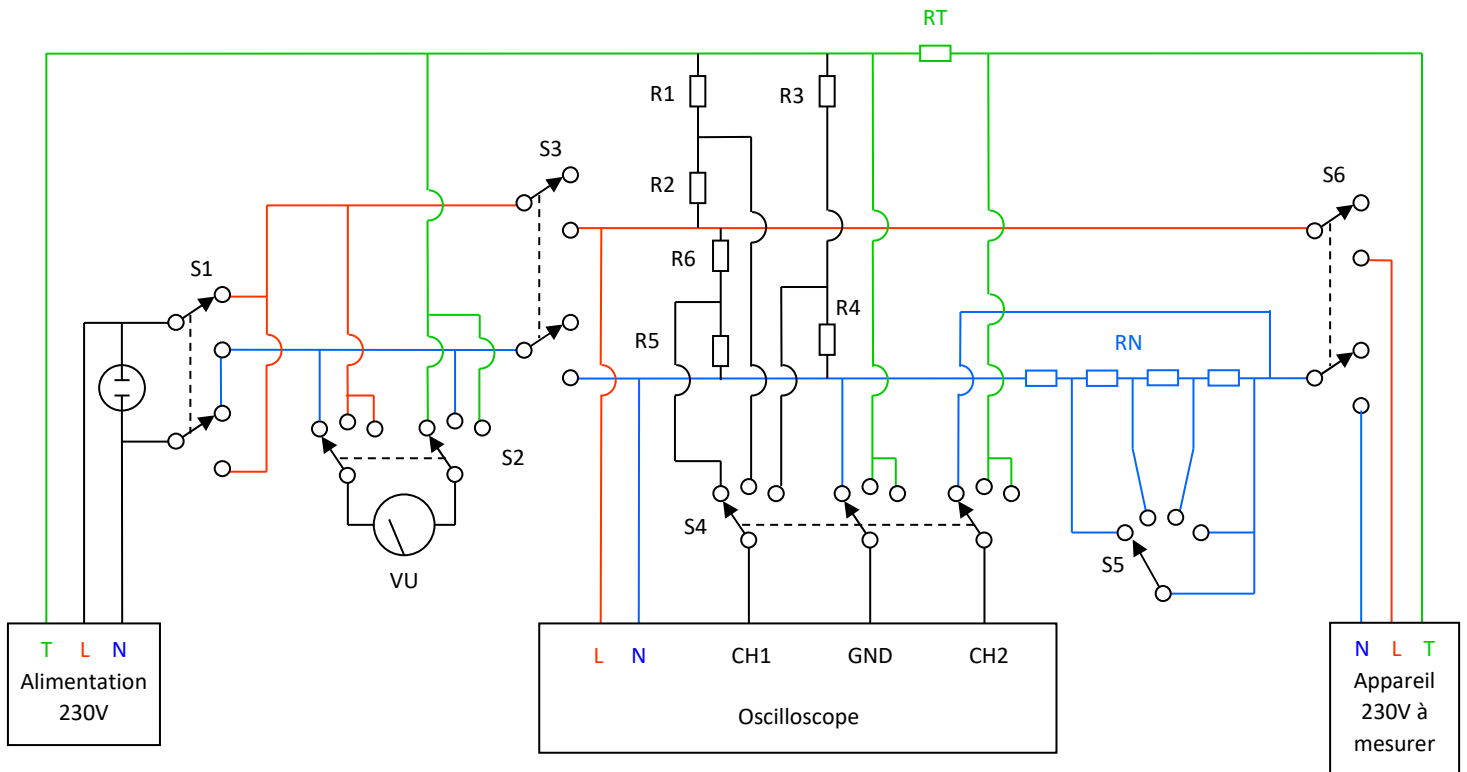 RT
R1
R3
S3
R2
S6
R6
S1
R4
R5
RN
S2
S4
S5
VU
T L N
Alimentation
230V
L N CH1 GND CH2
Oscilloscope
N L T
Appareil
230V à
mesurer